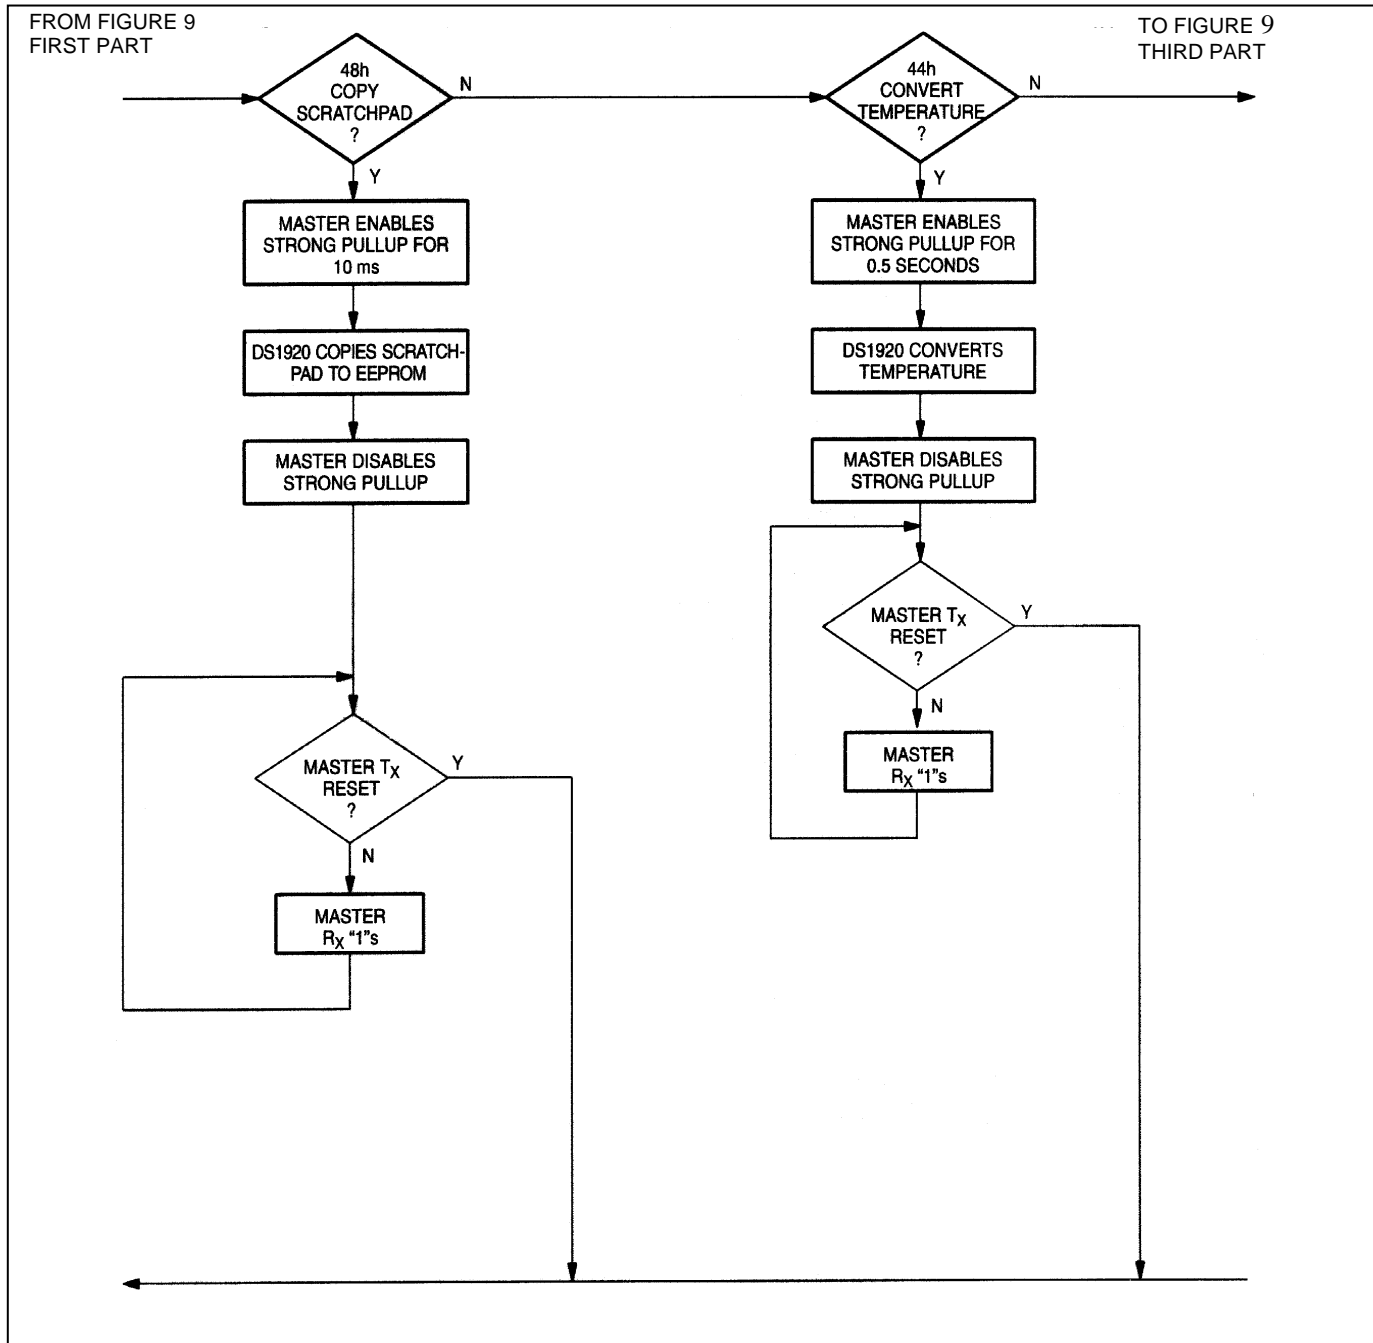 FROM FIGURE 9
FIRST PART
TO FIGURE 9
THIRD PART
48h
COPY
SCRATCHPAD
?
N
Y
MASTER ENABLES
STRONG PULLUP FOR
10 ms
DS1920 COPIES SCRATCH-
PAD TO EEPROM
MASTER DISABLES
STRONG PULLUP
MASTER TX
RESET
?
Y
N
MASTER
RX “1”s
44h
CONVERT
TEMPERATURE
?
N
Y
MASTER ENABLES
STRONG PULLUP FOR
0.5 SECONDS
DS1920 CONVERTS
TEMPERATURE
MASTER DISABLES
STRONG PULLUP
MASTER TX
RESET
?
Y
N
MASTER
RX “1”s